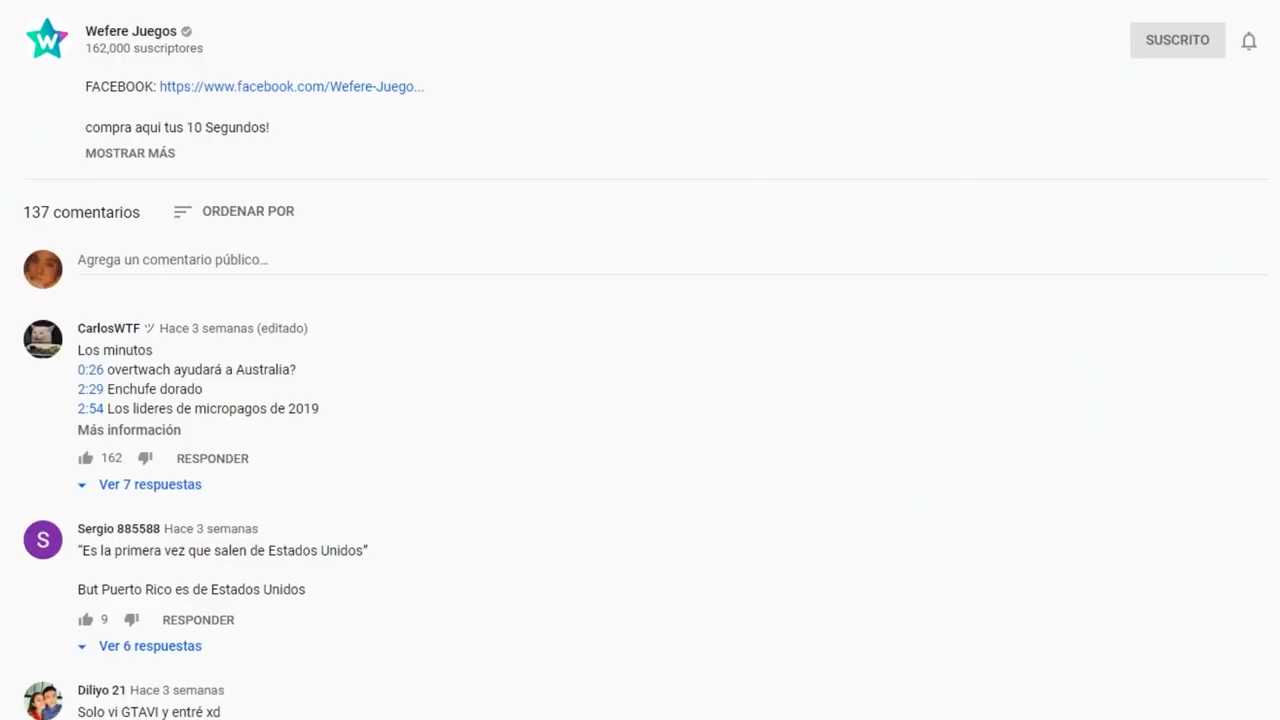 W
Wefere Juegos
162,000 suscriptores
SUSCRITO
FACEBOOK: https://www.facebook.com/Wefere-Juego...
compra aqui tus 10 Segundos!
MOSTRAR MÁS
137 comentarios
ORDENAR POR
Agrega un comentario público...
CarlosWTF ツ Hace 3 semanas (editado)
Los minutos
0:26 overtwach ayudará a Australia?
2:29 Enchufe dorado
2:54 Los lideres de micropagos de 2019
Más información
162 RESPONDER
Ver 7 respuestas
S
Sergio 885588 Hace 3 semanas
“Es la primera vez que salen de Estados Unidos”
But Puerto Rico es de Estados Unidos
9 RESPONDER
Ver 6 respuestas
Diliyo 21 Hace 3 semanas
Solo vi GTAVI y entré xd